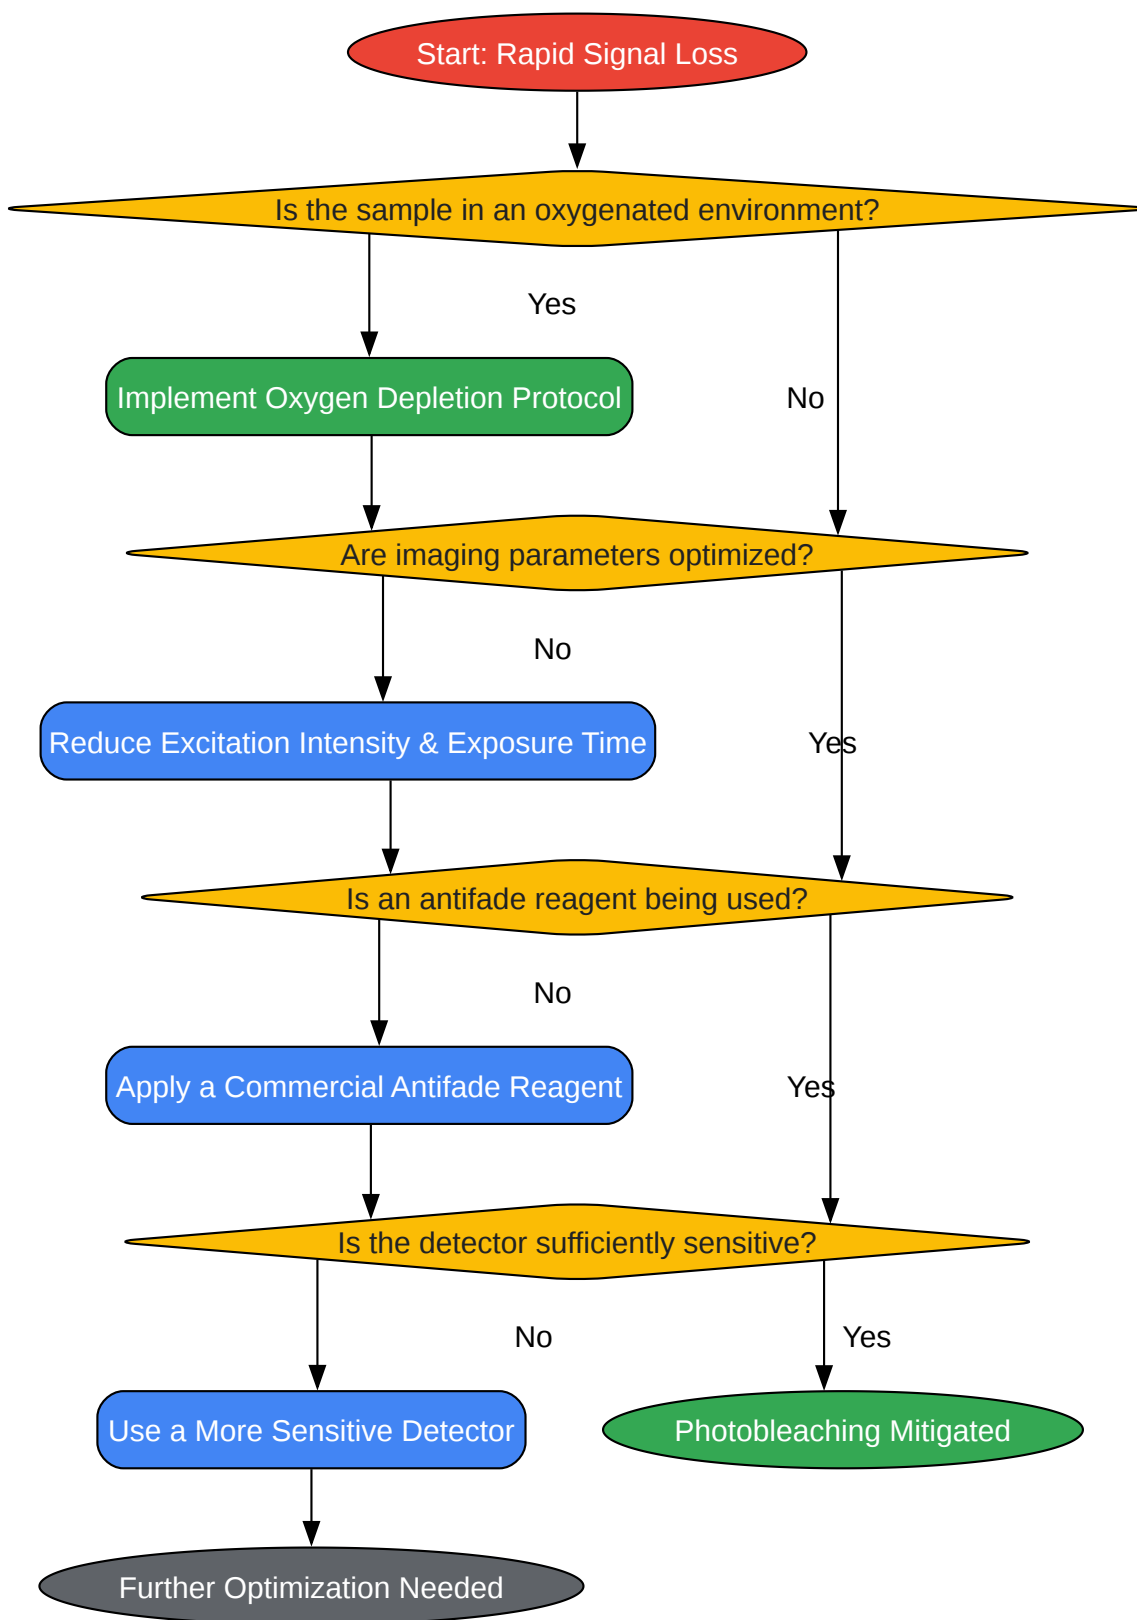 Start: Rapid Signal Loss
Is the sample in an oxygenated environment?
Yes
Implement Oxygen Depletion Protocol
No
Are imaging parameters optimized?
No
Reduce Excitation Intensity & Exposure Time
Yes
Is an antifade reagent being used?
No
Apply a Commercial Antifade Reagent
Yes
Is the detector sufficiently sensitive?
No
Yes
Use a More Sensitive Detector
Photobleaching Mitigated
Further Optimization Needed